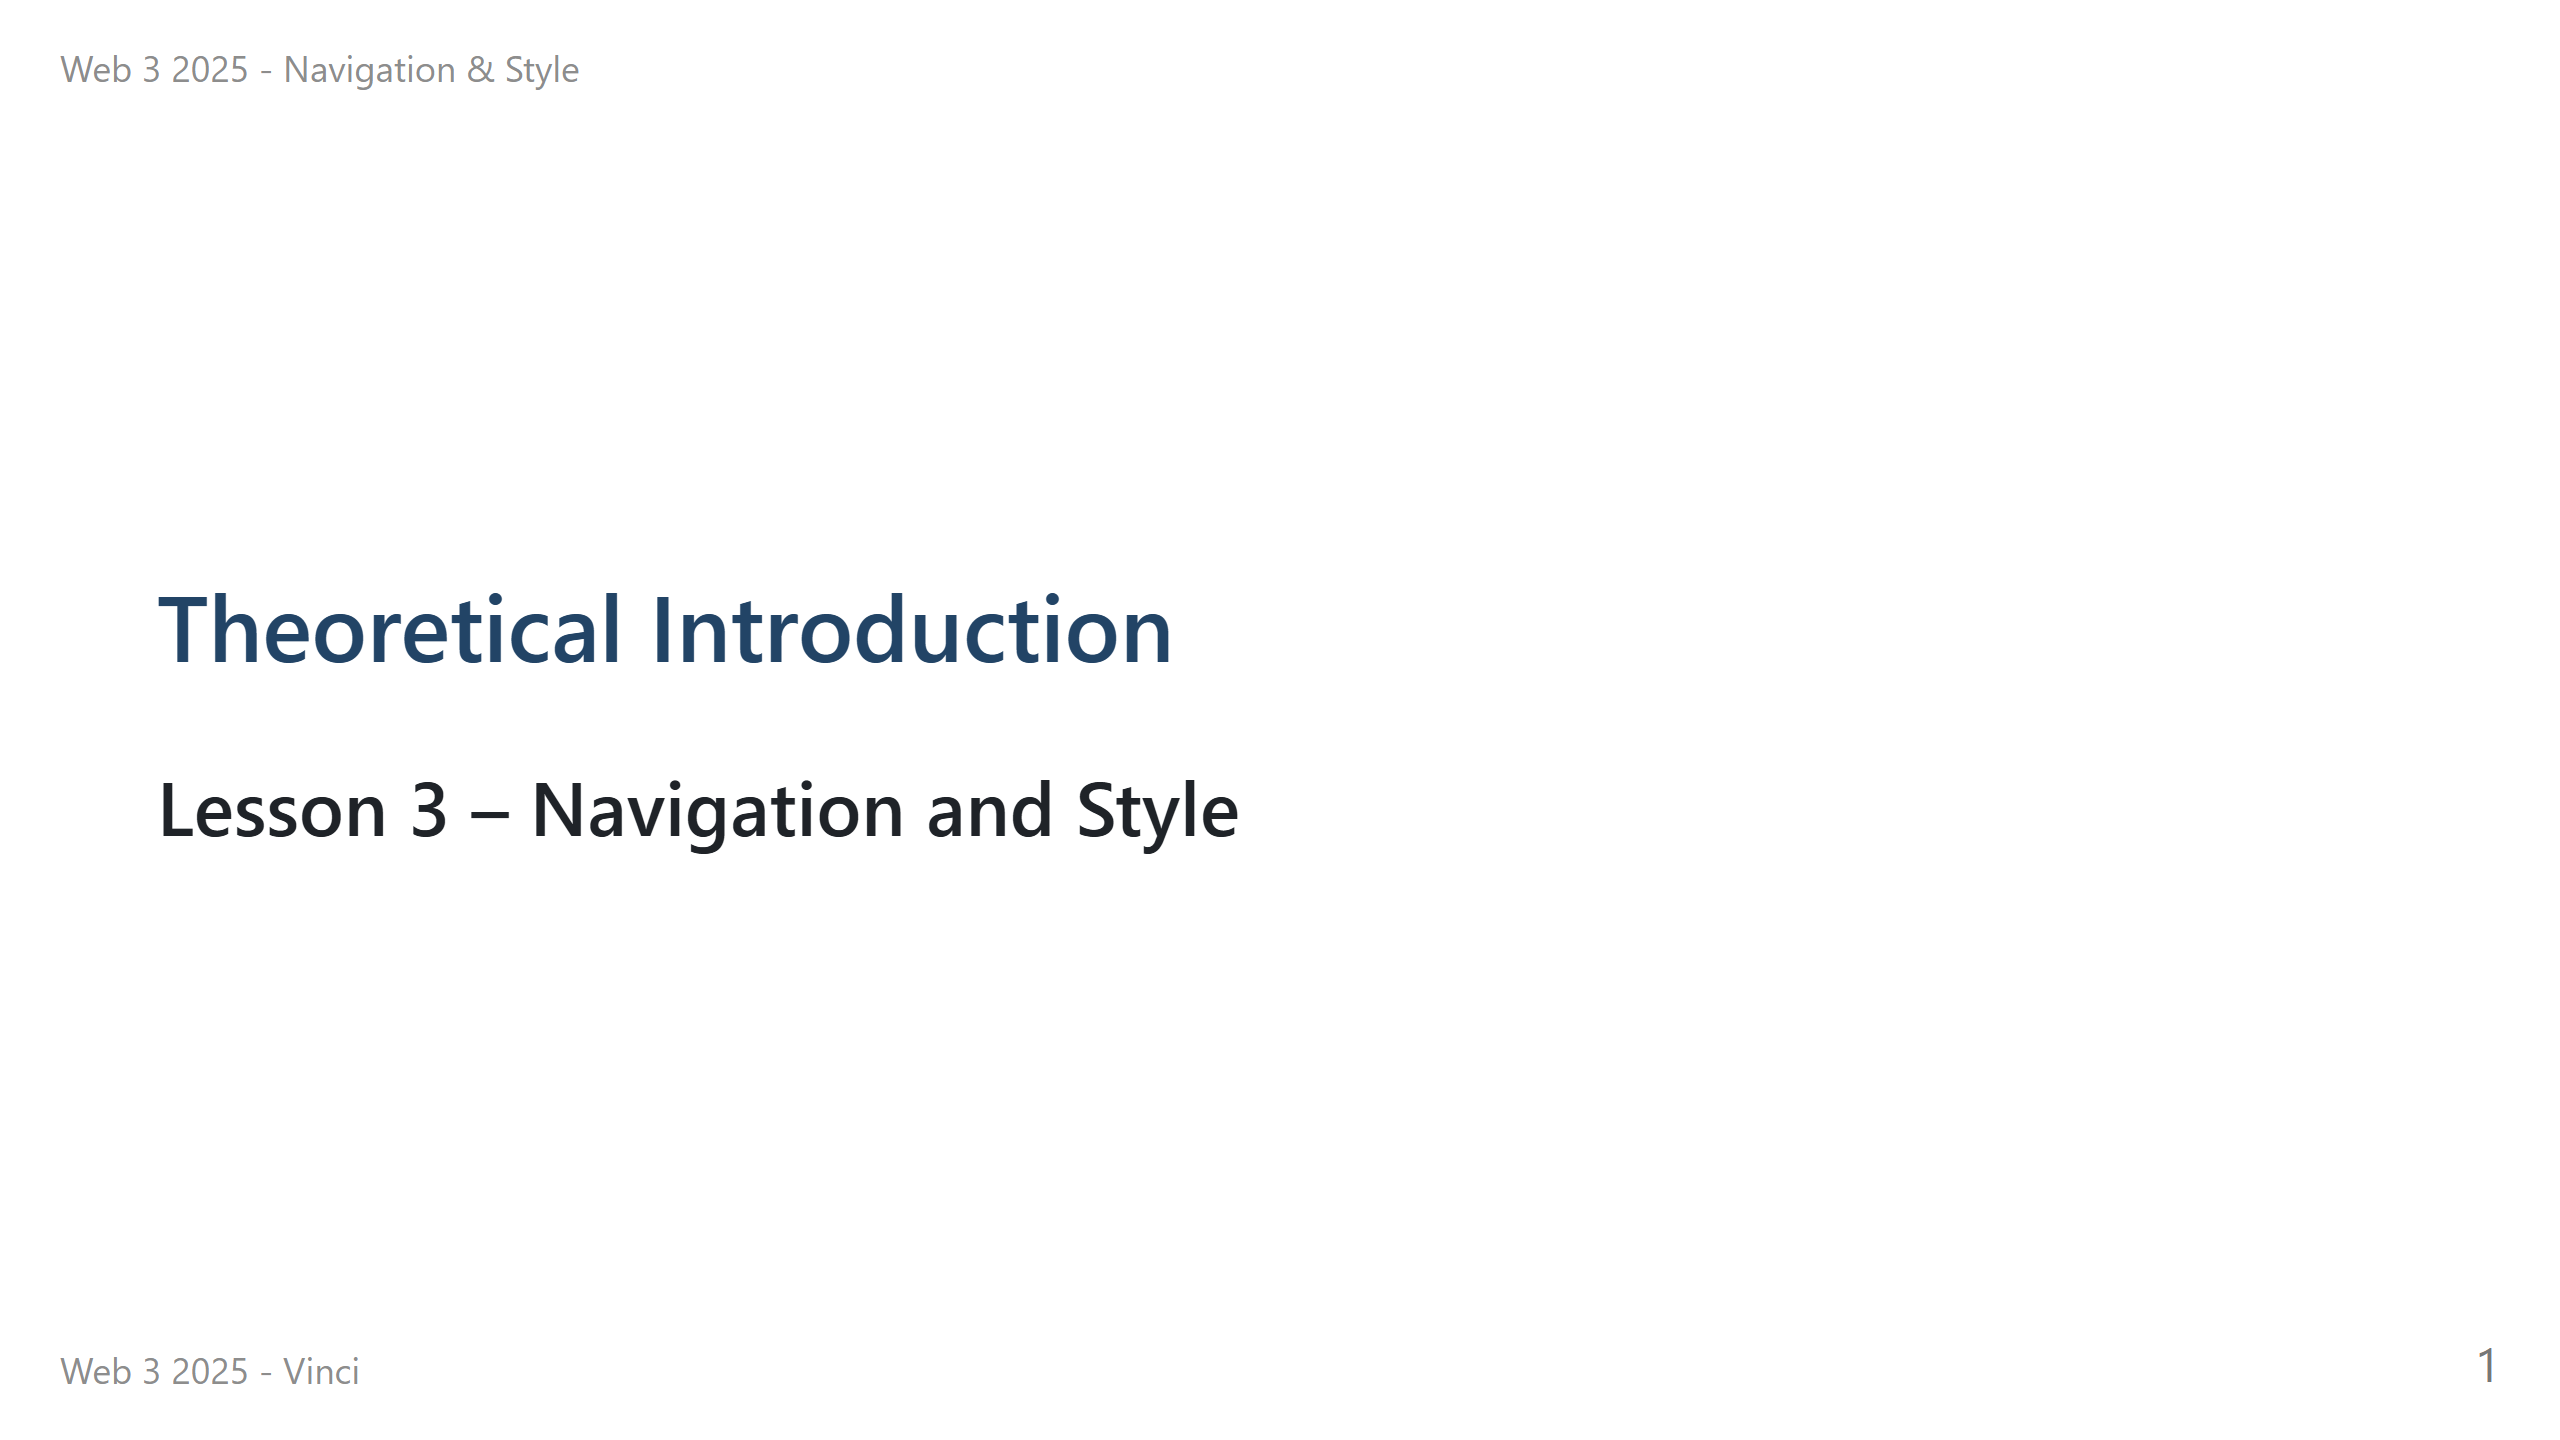 Web 3 2025 - Navigation & Style
Theoretical Introduction
Lesson 3 – Navigation and Style
Web 3 2025 - Vinci
1